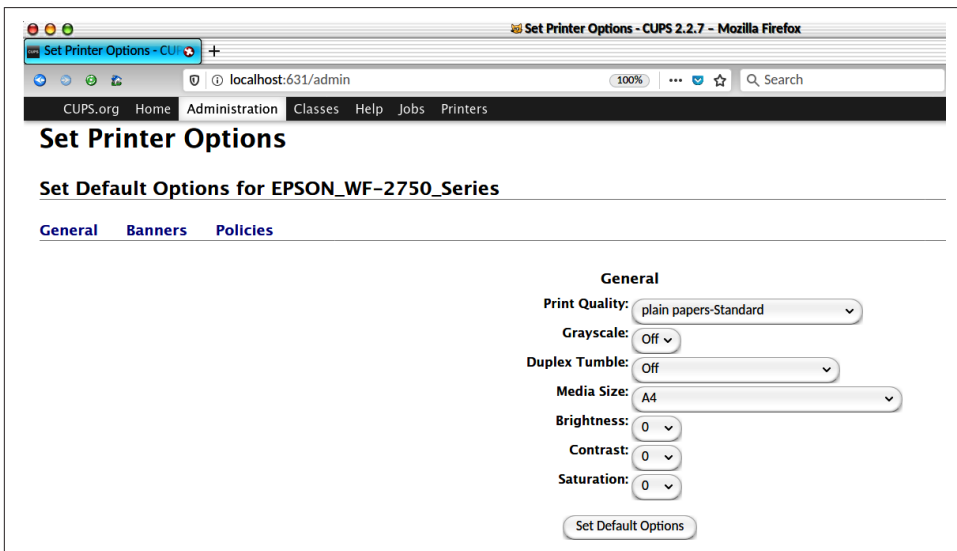 Set Printer Options - CUPS 2.2.7 – Mozilla Firefox
Set Printer Options - CUP
localhost:631/admin
100%
Search
CUPS.org Home Administration Classes Help Jobs Printers
Set Printer Options
Set Default Options for EPSON_WF-2750_Series
General Banners Policies
General
Print Quality: plain papers-Standard
Grayscale: Off
Duplex Tumble: Off
Media Size: A4
Brightness: 0
Contrast: 0
Saturation: 0
Set Default Options